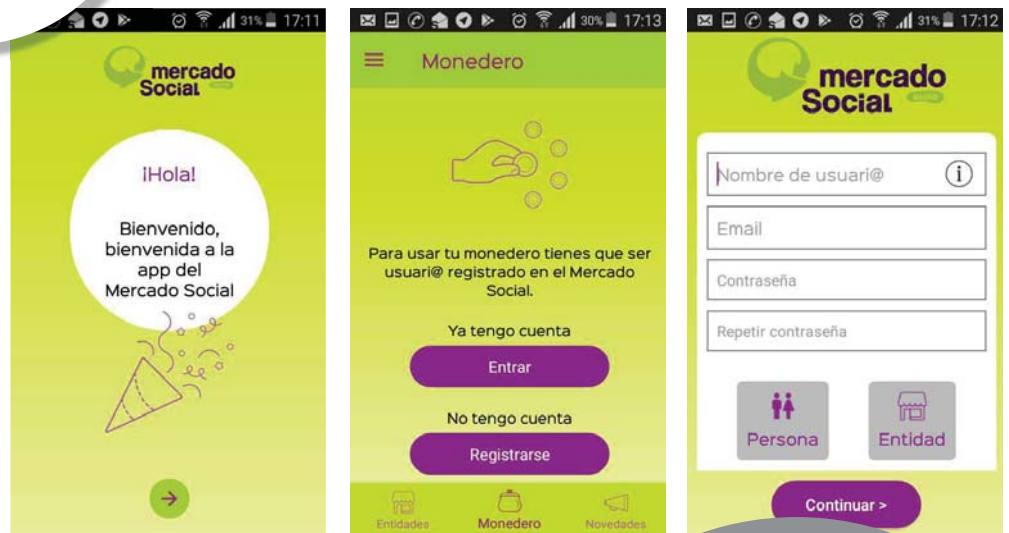 17:11
31%
mercado
Social
¡Hola!
Bienvenido,
bienvenida a la
app del
Mercado Social
30%
17:13
Monedero
Para usar tu monedero tienes que ser
usuari@ registrado en el Mercado
Social.
Ya tengo cuenta
Entrar
No tengo cuenta
Registrarse
Entidades
Monedero
Novedades
31%
17:12
mercado
Social
Nombre de usuari@
i
Email
Contraseña
Repetir contraseña
Persona
Entidad
Continuar >